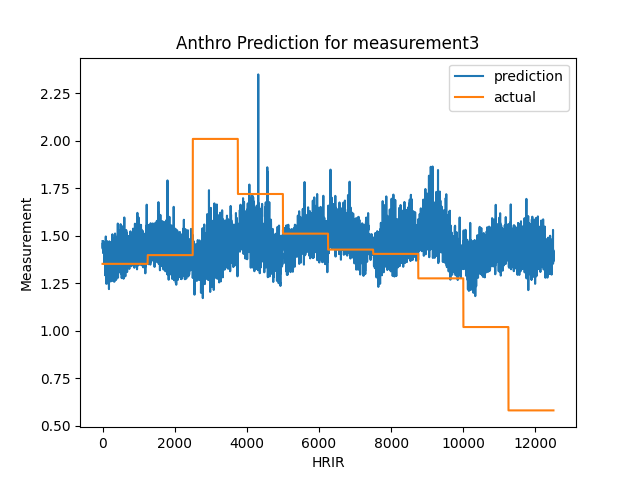 Anthro Prediction for measurement3
prediction
actual
Measurement
2.25
2.00
1.75
1.50
1.25
1.00
0.75
0.50
0 2000 4000 6000 8000 10000 12000
HRIR